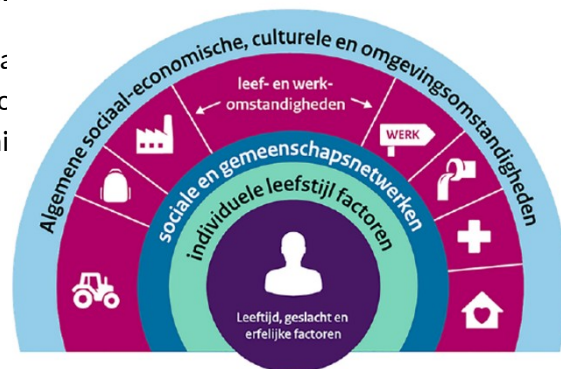 Algemene sociaal-economische, culturele en omgevingsomstandigheden
leef- en werk-
omstandigheden
WERK
sociale en gemeenschapsnetwerken
individuele leefstijl factoren
Leeftijd, geslacht en
erfelijke factoren